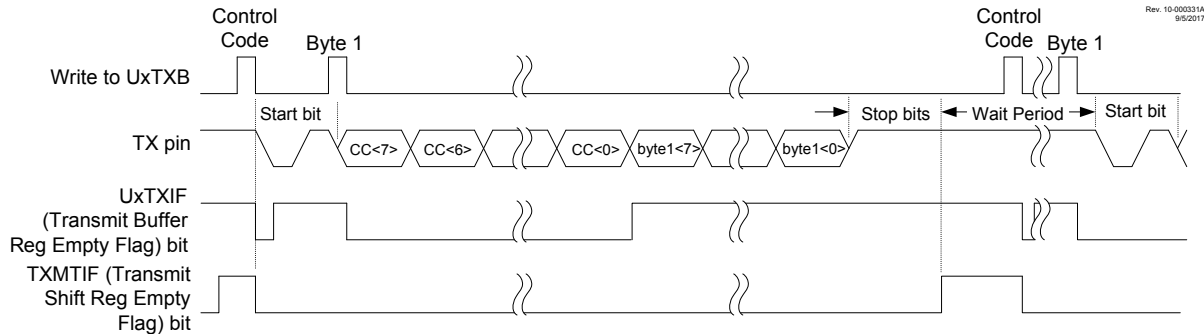 Rev. 10-000331A
9/5/2017
Control
Code
Byte 1
Control
Code
Byte 1
Write to UxTXB
Start bit
Stop bits
Wait Period
Start bit
TX pin
CC<7>
CC<6>
CC<0>
byte1<7>
byte1<0>
UxTXIF
(Transmit Buffer
Reg Empty Flag) bit
TXMTIF (Transmit
Shift Reg Empty
Flag) bit